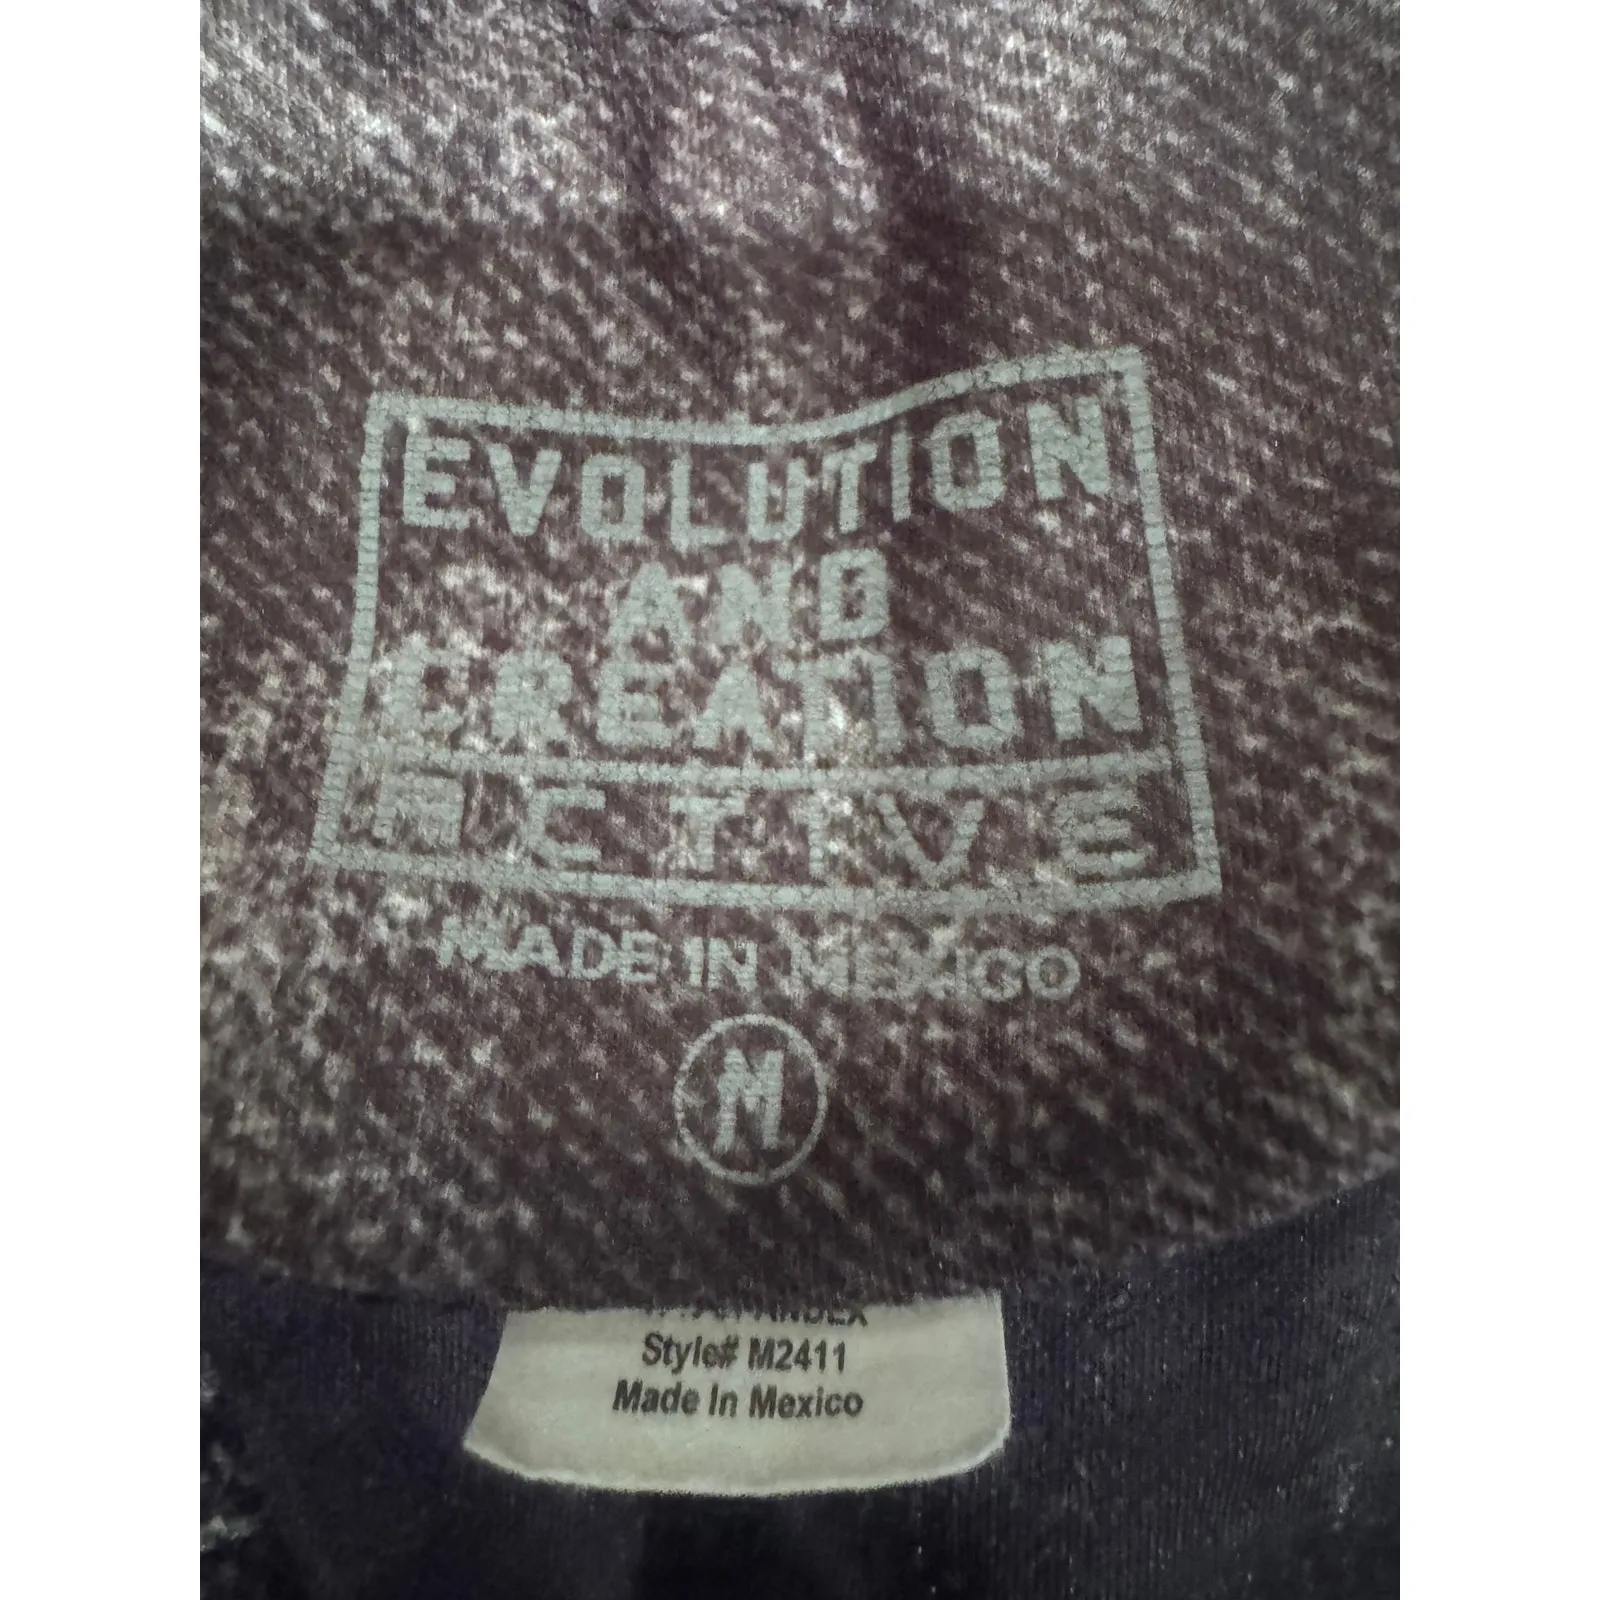 EVOLUTION
AND
CREATION
ACTIVE
MADE IN MEXICO
M
Style# M2411
Made In Mexico